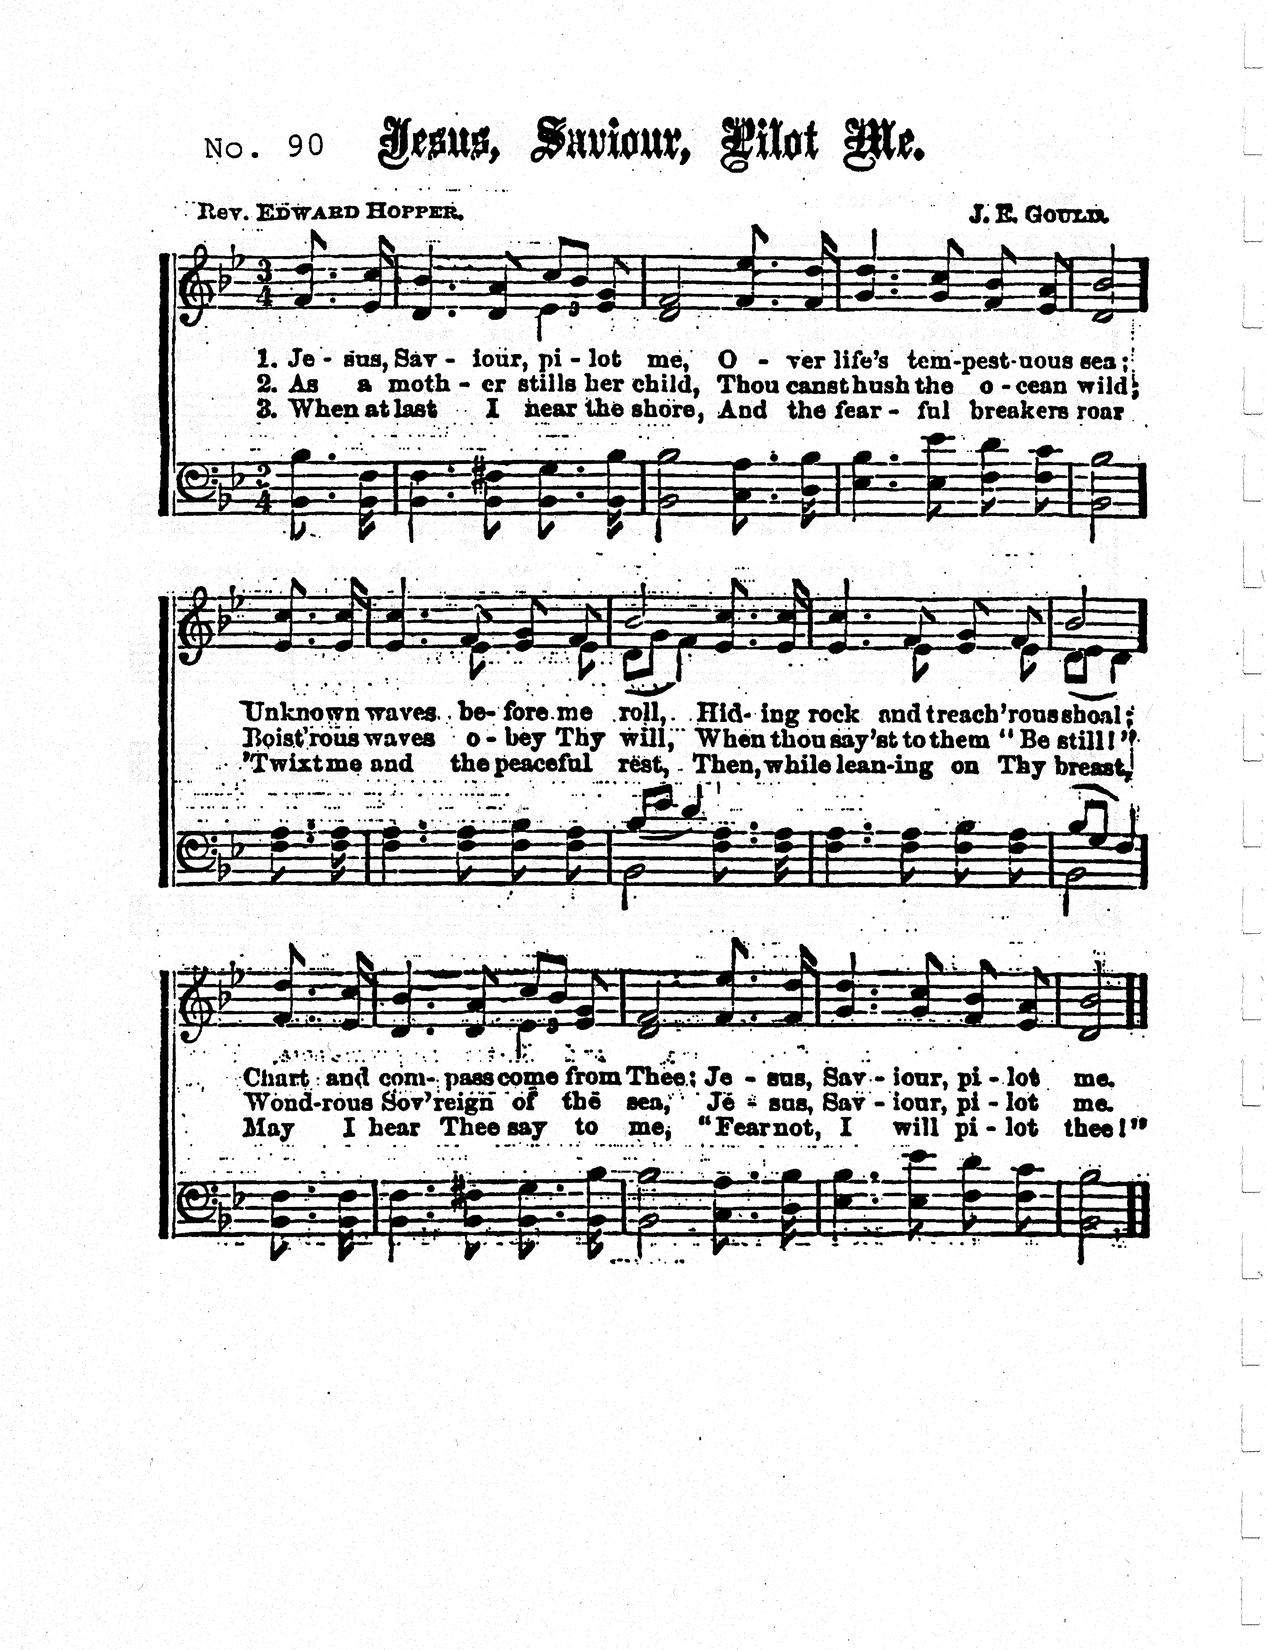 No. 90 Jesus, Saviour, Pilot Me.
Rev. EDWARD HOPPER. J. E. GOULD.
1. Je - sus, Sav - iour, pi - lot me, O - ver life's tem-pest-uous sea;
2. As a moth - er stills her child, Thou canst hush the o - cean wild;
3. When at last I near the shore, And the fear - ful breakers roar
Unknown waves be- fore me roll, Hid- ing rock and treach'rous shoal;
Boist'rous waves o - bey Thy will, When thou say'st to them "Be still!"
'Twixt me and the peaceful rest, Then, while lean-ing on Thy breast,
Chart and com- pass come from Thee: Je - sus, Sav - iour, pi - lot me.
Wond-rous Sov'reign of the sea, Je - sus, Sav - iour, pi - lot me.
May I hear Thee say to me, "Fear not, I will pi - lot thee!"